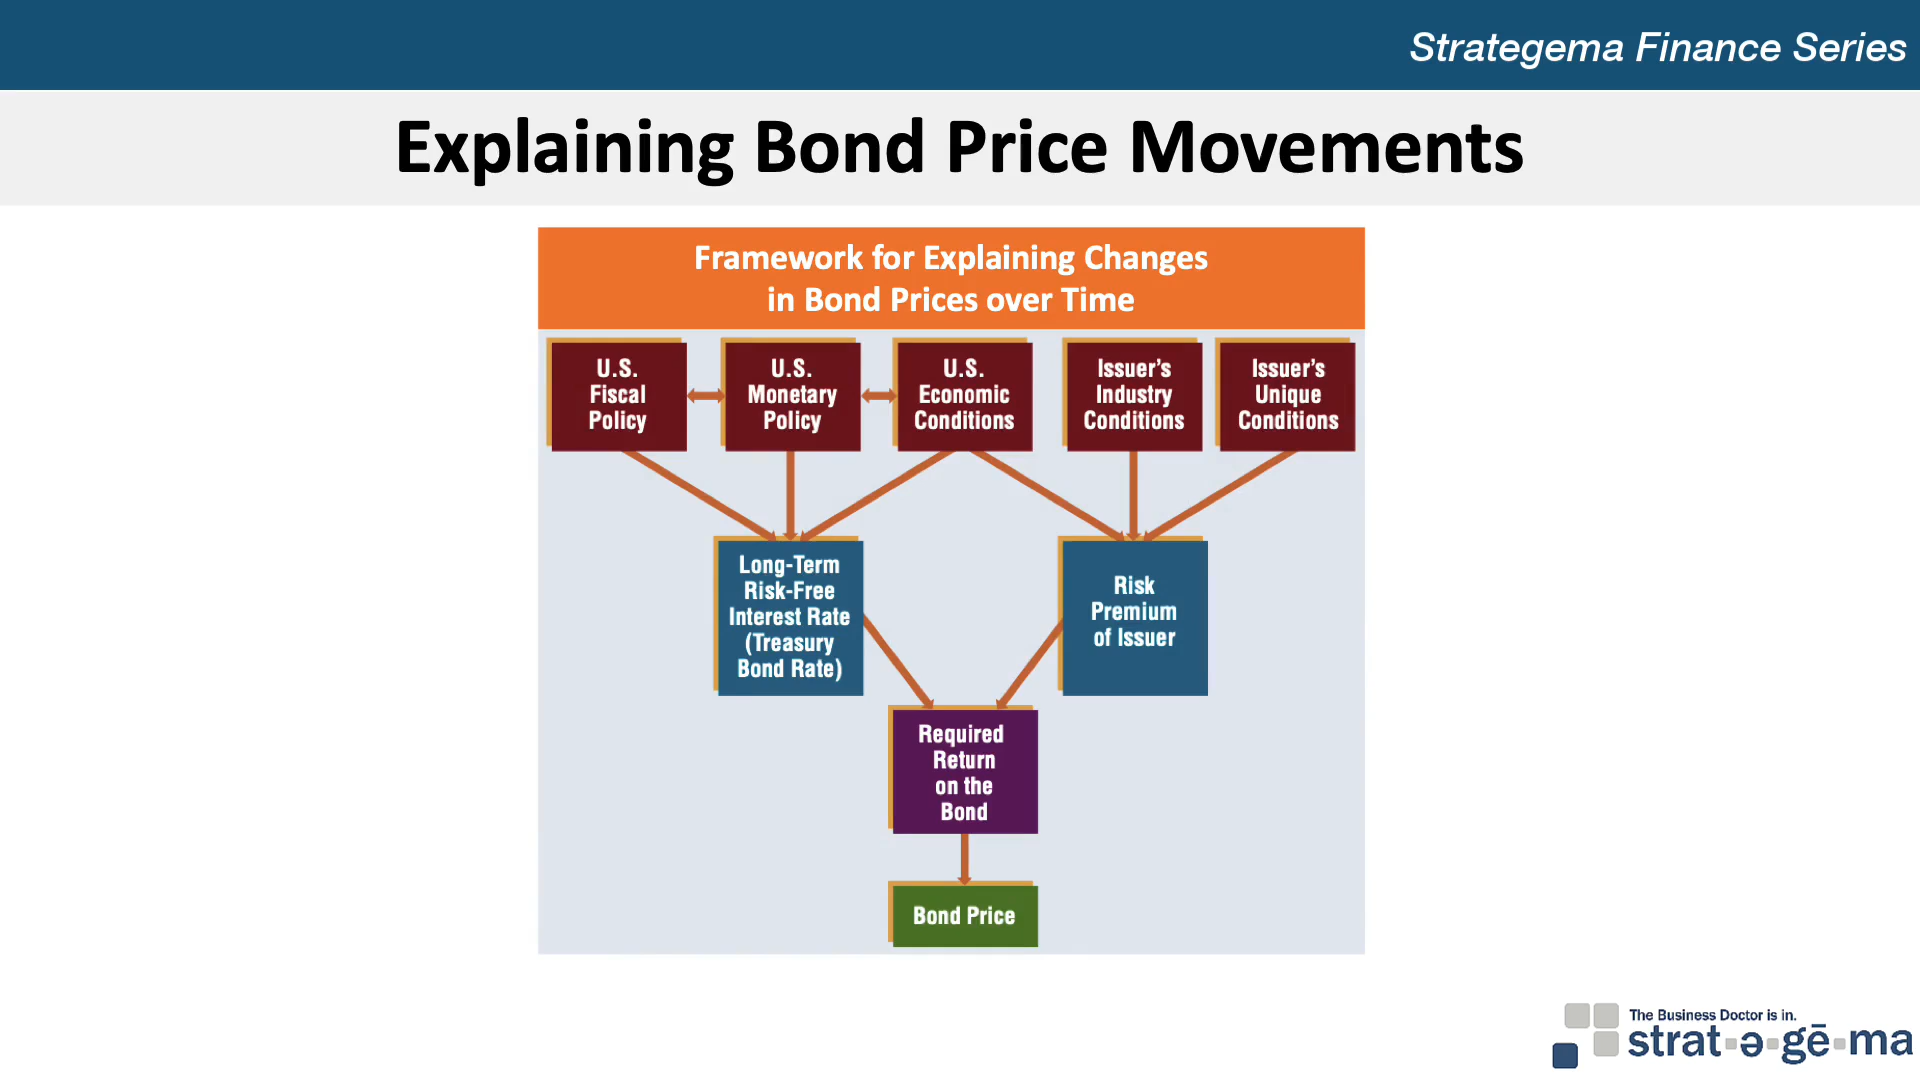 Strategema Finance Series
Explaining Bond Price Movements
Framework for Explaining Changes
in Bond Prices over Time
U.S.
Fiscal
Policy
U.S.
Monetary
Policy
U.S.
Economic
Conditions
Issuer’s
Industry
Conditions
Issuer’s
Unique
Conditions
Long-Term
Risk-Free
Interest Rate
(Treasury
Bond Rate)
Risk
Premium
of Issuer
Required
Return
on the
Bond
Bond Price
The Business Doctor is in.
strat▪ə▪gē▪ma